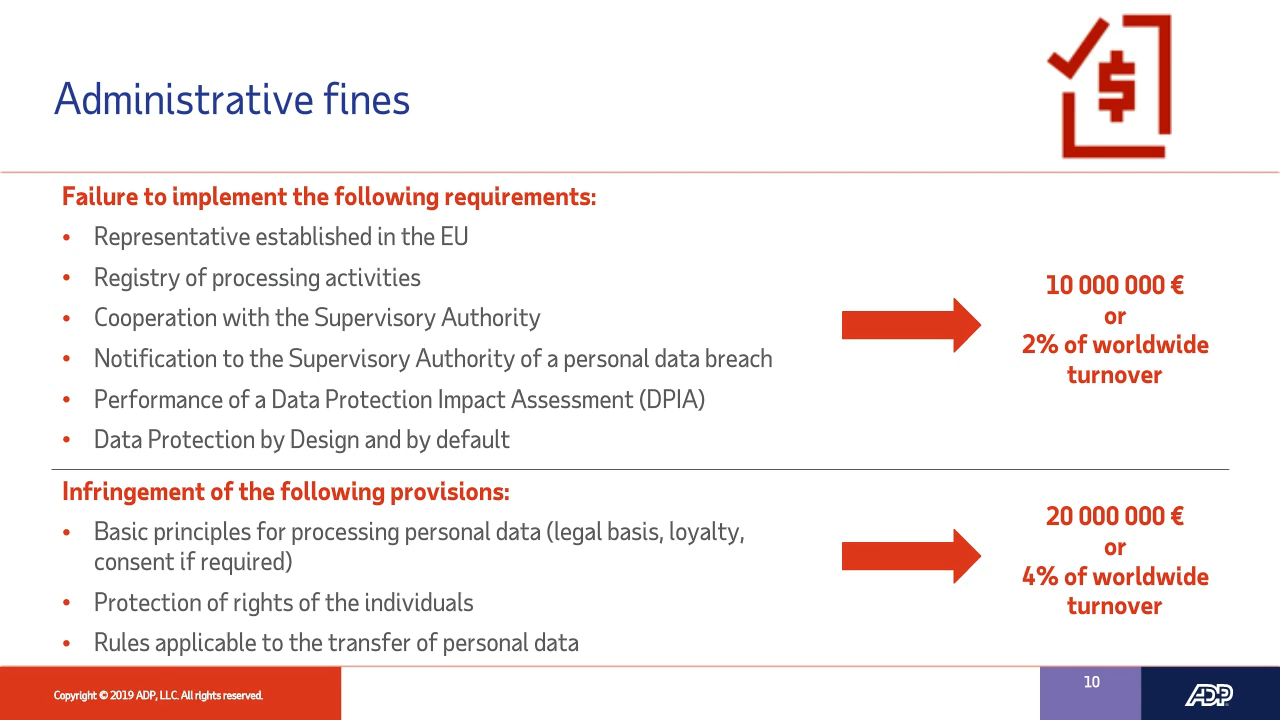 Administrative fines
Failure to implement the following requirements:
• Representative established in the EU
• Registry of processing activities
• Cooperation with the Supervisory Authority
• Notification to the Supervisory Authority of a personal data breach
• Performance of a Data Protection Impact Assessment (DPIA)
• Data Protection by Design and by default
10 000 000 €
or
2% of worldwide
turnover
Infringement of the following provisions:
• Basic principles for processing personal data (legal basis, loyalty,
consent if required)
• Protection of rights of the individuals
• Rules applicable to the transfer of personal data
20 000 000 €
or
4% of worldwide
turnover
Copyright © 2019 ADP, LLC. All rights reserved.
10
ADP